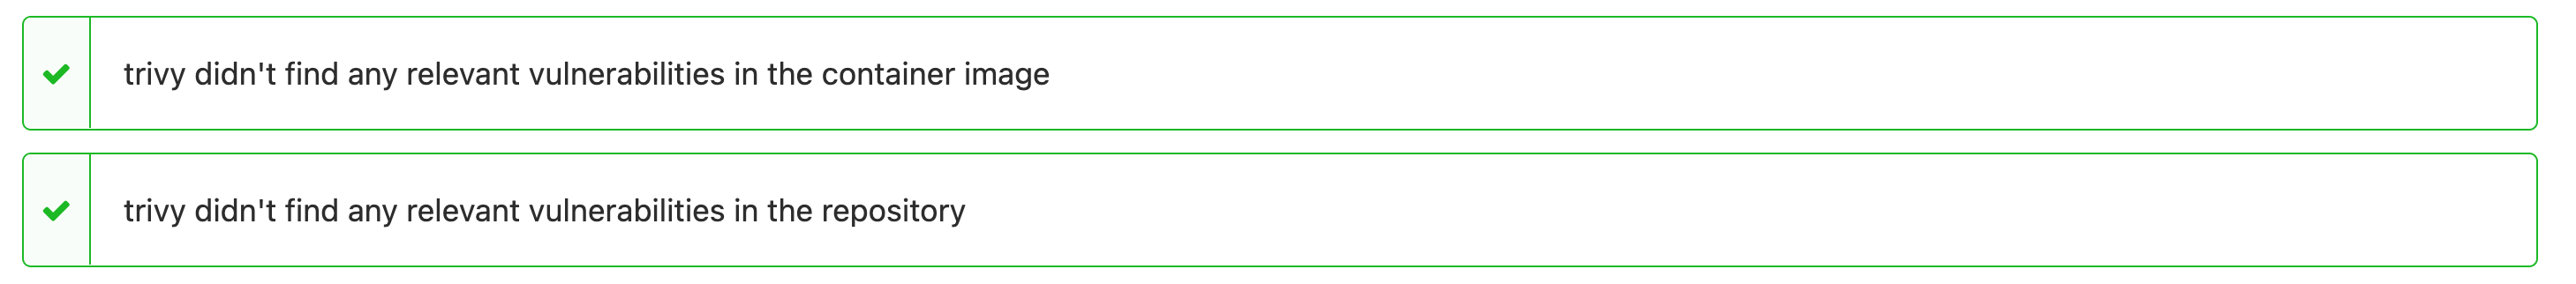 trivy didn't find any relevant vulnerabilities in the container image
trivy didn't find any relevant vulnerabilities in the repository